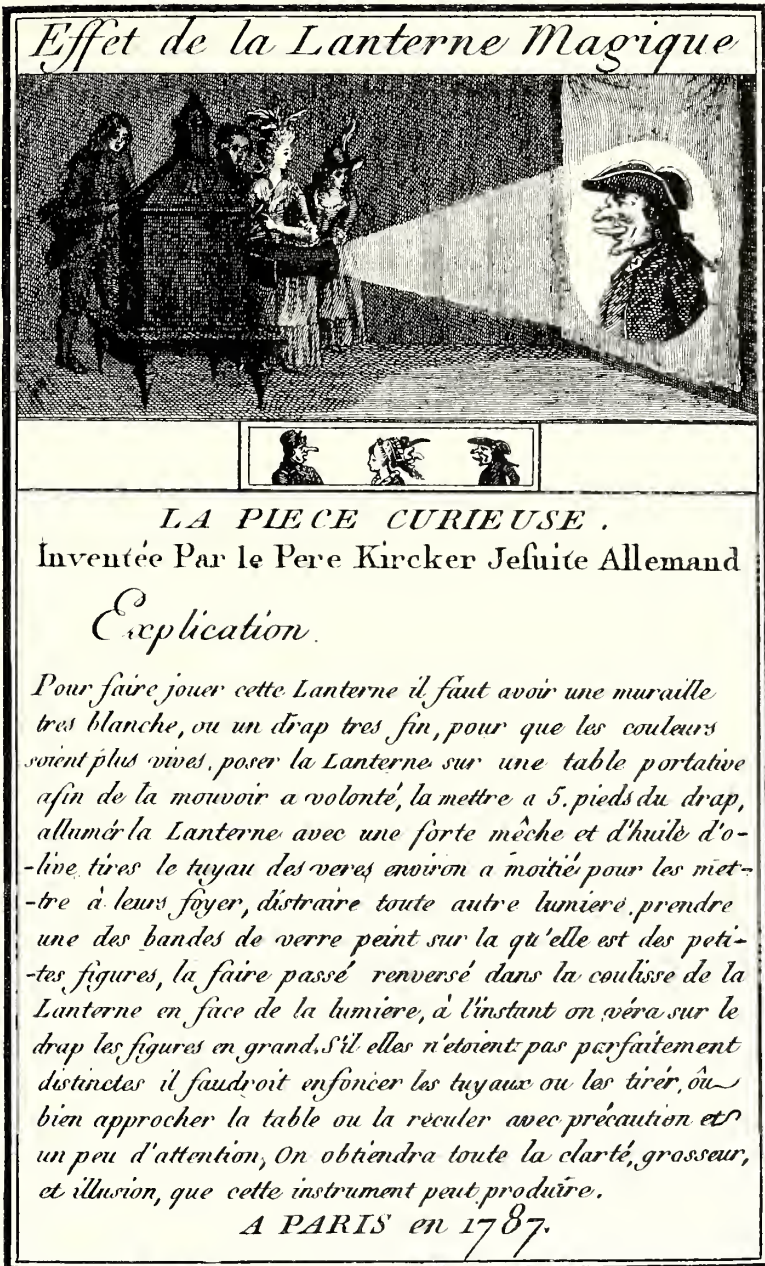 Effet de la Lanterne Magique
LA PIECE CURIEUSE .
Inventée Par le Pere Kircker Jeſuite Allemand
Explication.
Pour faire jouer cette Lanterne il faut avoir une muraille
tres blanche, ou un drap tres fin, pour que les couleurs
soient plus vives, poser la Lanterne sur une table portative
afin de la mouvoir a volonté, la mettre a 5. pieds du drap,
allumér la Lanterne avec une forte mêche et d'huile d'o-
-live, tires le tuyau des veres environ a moitié pour les met-
-tre à leurs foyer, distraire toute autre lumiere, prendre
une des bandes de verre peint sur la qu'elle est des peti-
-tes figures, la faire passé renversé dans la coulisse de la
Lanterne en face de la lumiere, à l'instant on véra sur le
drap les figures en grand, S'il elles n'etoient pas parfaitement
distinctes il faudroit enfoncer les tuyaux ou les tirér, oû
bien approcher la table ou la reculer avec précaution et
un peu d'attention, On obtiendra toute la clarté, grosseur,
et illusion, que cette instrument peut produire.
A PARIS en 1787.